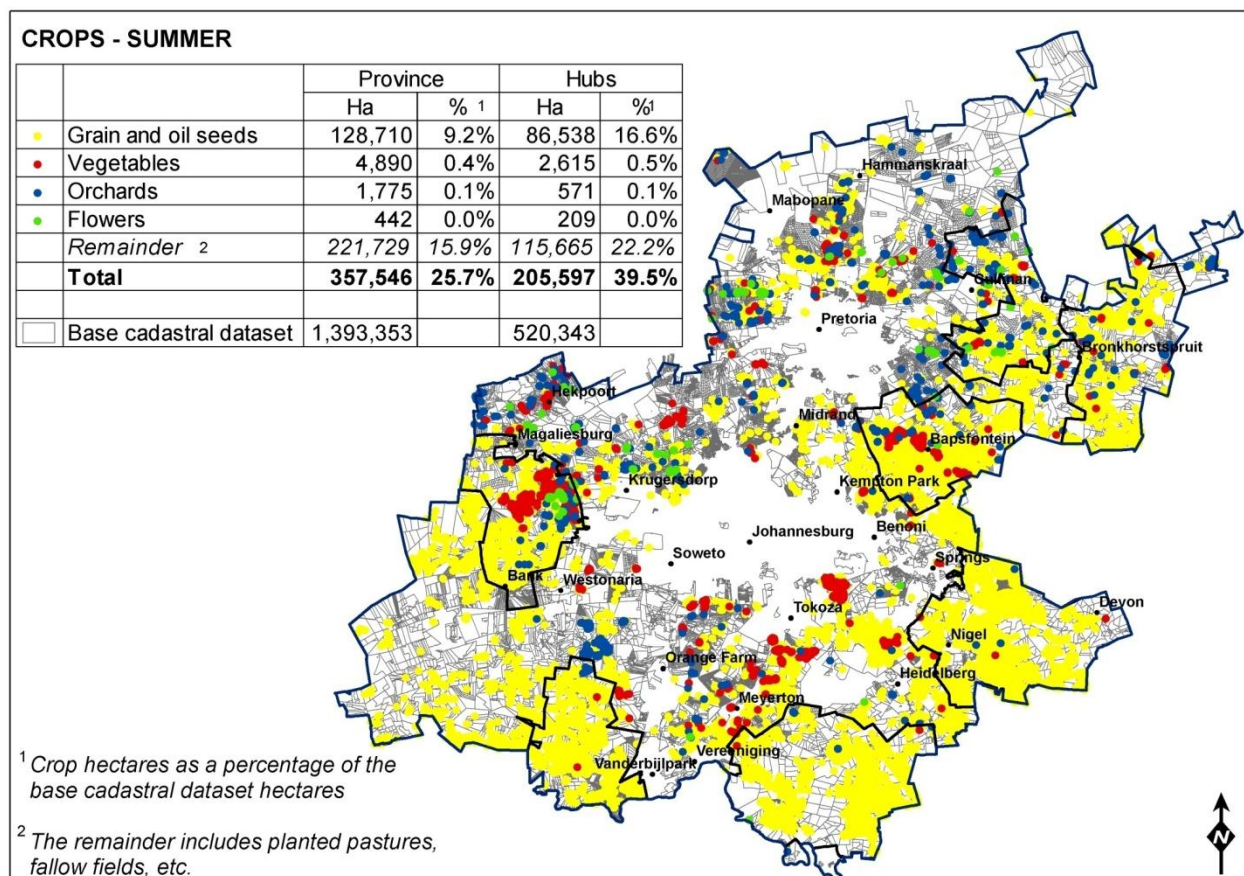 CROPS - SUMMER
Province Hubs
Ha % 1 Ha %1
Grain and oil seeds 128,710 9.2% 86,538 16.6%
Vegetables 4,890 0.4% 2,615 0.5%
Orchards 1,775 0.1% 571 0.1%
Flowers 442 0.0% 209 0.0%
Remainder 2 221,729 15.9% 115,665 22.2%
Total 357,546 25.7% 205,597 39.5%
Base cadastral dataset 1,393,353 520,343
Hammanskraal
Mabopane
Cullinan
Pretoria
Bronkhorstspruit
Hekpoort
Midrand
Magaliesburg
Bapsfontein
Krugersdorp
Kempton Park
Johannesburg
Benoni
Soweto
Springs
Bank
Westonaria
Devon
Tokoza
Nigel
Orange Farm
Heidelberg
Meyerton
Vereeniging
Vanderbijlpark
1 Crop hectares as a percentage of the
base cadastral dataset hectares
2 The remainder includes planted pastures,
fallow fields, etc.
N